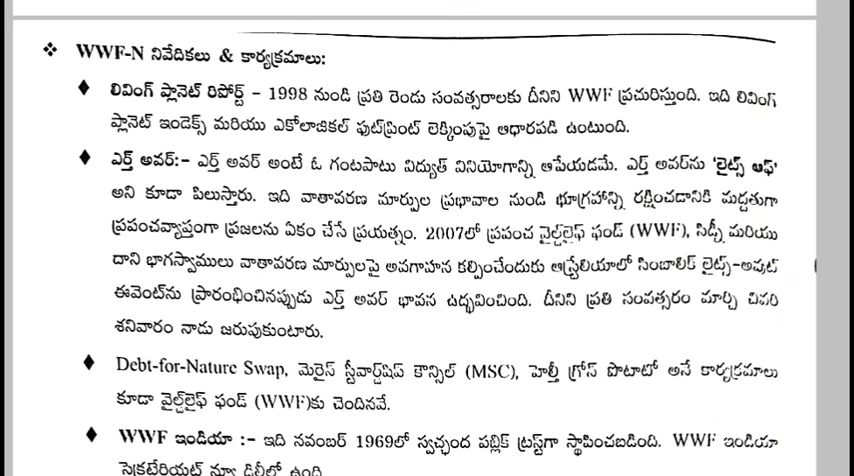 ❖ WWF-N నివేదికలు & కార్యక్రమాలు:
♦ లివింగ్ ప్లానెట్ రిపోర్ట్ – 1998 నుండి ప్రతి రెండు సంవత్సరాలకు దీనిని WWF ప్రచురిస్తుంది. ఇది లివింగ్
ప్లానెట్ ఇండెక్స్ మరియు ఎకోలాజికల్ ఫుట్‌ప్రింట్ లెక్కింపుపై ఆధారపడి ఉంటుంది.
♦ ఎర్త్ అవర్:– ఎర్త్ అవర్ అంటే ఓ గంటపాటు విద్యుత్ వినియోగాన్ని ఆపేయడమే. ఎర్త్ అవర్‌ను 'లైట్స్ ఆఫ్'
అని కూడా పిలుస్తారు. ఇది వాతావరణ మార్పుల ప్రభావాల నుండి భూగ్రహాన్ని రక్షించడానికి మద్దతుగా
ప్రపంచవ్యాప్తంగా ప్రజలను ఏకం చేసే ప్రయత్నం. 2007లో ప్రపంచ వైల్డ్‌లైఫ్ ఫండ్ (WWF), సిడ్నీ మరియు
దాని భాగస్వాములు వాతావరణ మార్పులపై అవగాహన కల్పించేందుకు ఆస్ట్రేలియాలో సింబాలిక్ లైట్స్–అవుట్
ఈవెంట్‌ను ప్రారంభించినప్పుడు ఎర్త్ అవర్ భావన ఉద్భవించింది. దీనిని ప్రతి సంవత్సరం మార్చి చివరి
శనివారం నాడు జరుపుకుంటారు.
♦ Debt-for-Nature Swap, మెరైన్ స్టీవార్డ్‌షిప్ కౌన్సిల్ (MSC), హెల్తీ గ్రోన్ పొటాటో అనే కార్యక్రమాలు
కూడా వైల్డ్‌లైఫ్ ఫండ్ (WWF)కు చెందినవే.
♦ WWF ఇండియా :– ఇది నవంబర్ 1969లో స్వచ్ఛంద పబ్లిక్ ట్రస్ట్‌గా స్థాపించబడింది. WWF ఇండియా
సెక్రటేరియట్ న్యూ ఢిల్లీలో ఉంది.